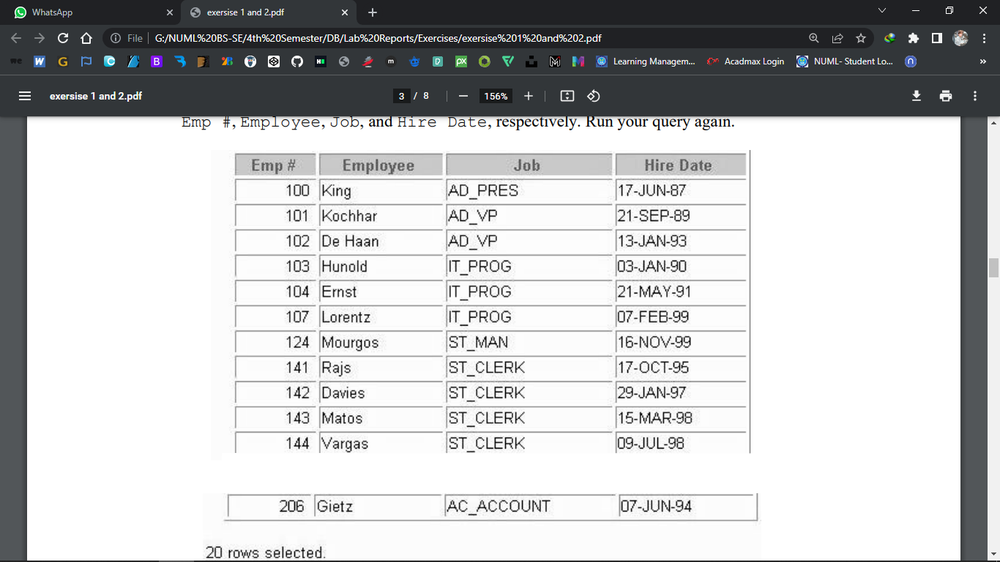 WhatsApp
exersise 1 and 2.pdf
File G:/NUML%20BS-SE/4th%20Semester/DB/Lab%20Reports/Exercises/exersise%201%20and%202.pdf
we W G C B m D px M Learning Managem... Acadmax Login NUML- Student Lo... n »
exersise 1 and 2.pdf 3 / 8 156%
Emp #, Employee, Job, and Hire Date, respectively. Run your query again.
Emp # Employee Job Hire Date
100 King AD_PRES 17-JUN-87
101 Kochhar AD_VP 21-SEP-89
102 De Haan AD_VP 13-JAN-93
103 Hunold IT_PROG 03-JAN-90
104 Ernst IT_PROG 21-MAY-91
107 Lorentz IT_PROG 07-FEB-99
124 Mourgos ST_MAN 16-NOV-99
141 Rajs ST_CLERK 17-OCT-95
142 Davies ST_CLERK 29-JAN-97
143 Matos ST_CLERK 15-MAR-98
144 Vargas ST_CLERK 09-JUL-98
206 Gietz AC_ACCOUNT 07-JUN-94
20 rows selected.